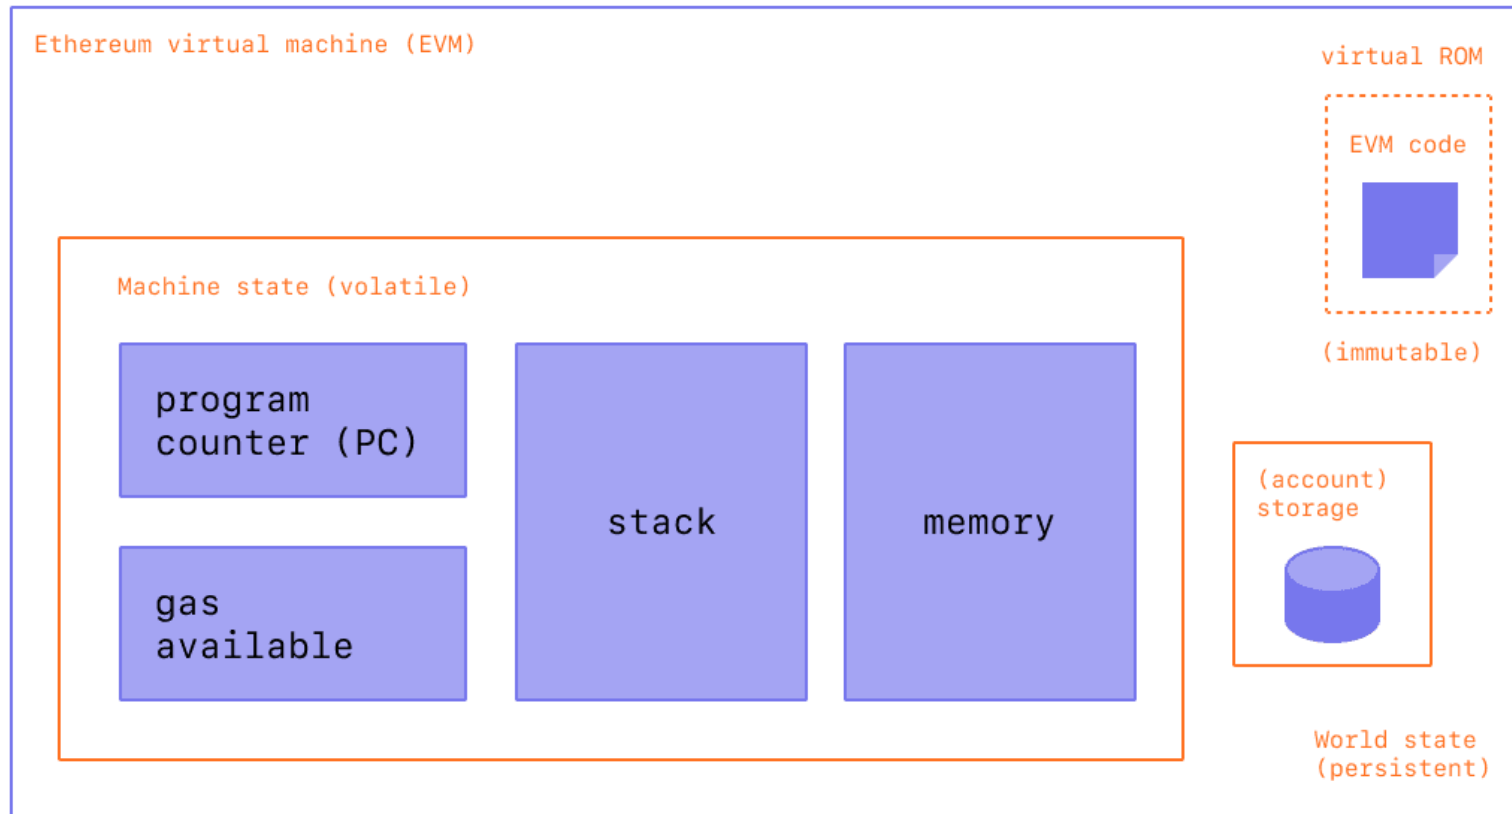 Ethereum virtual machine (EVM)
virtual ROM
EVM code
(immutable)
Machine state (volatile)
program
counter (PC)
gas
available
stack
memory
(account)
storage
World state
(persistent)